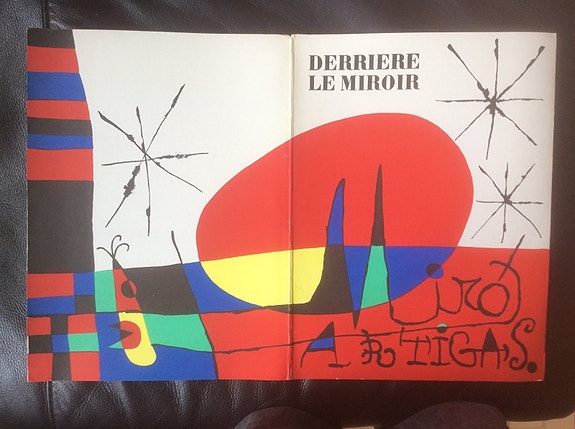 DERRIERE
LE MIROIR
Miró
ARTIGAS.